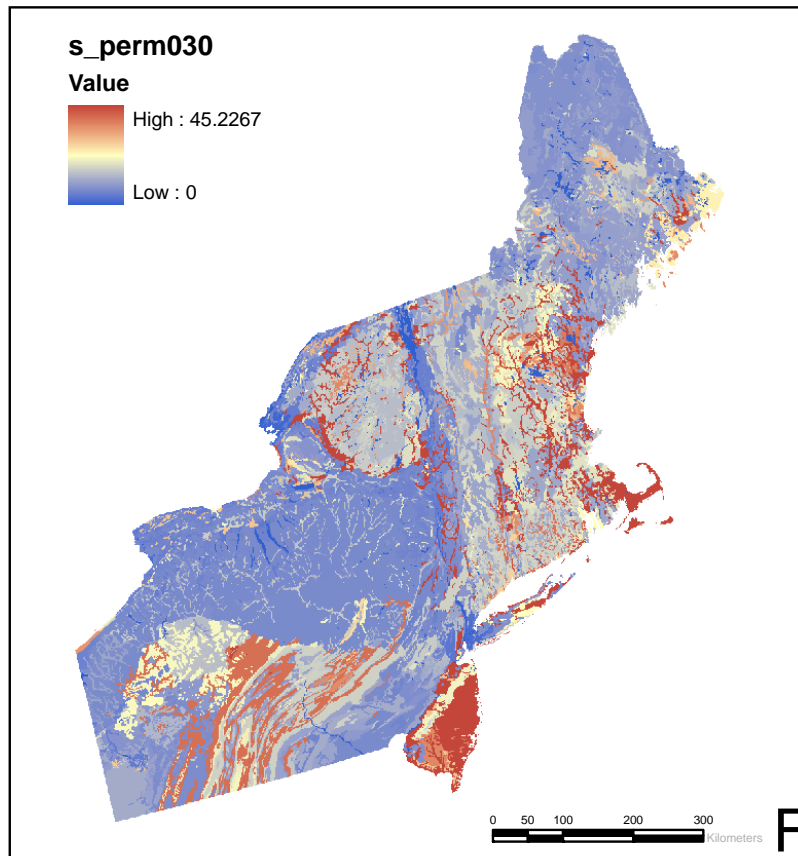 s_perm030
Value
High : 45.2267
Low : 0
0 50 100 200 300
Kilometers
F